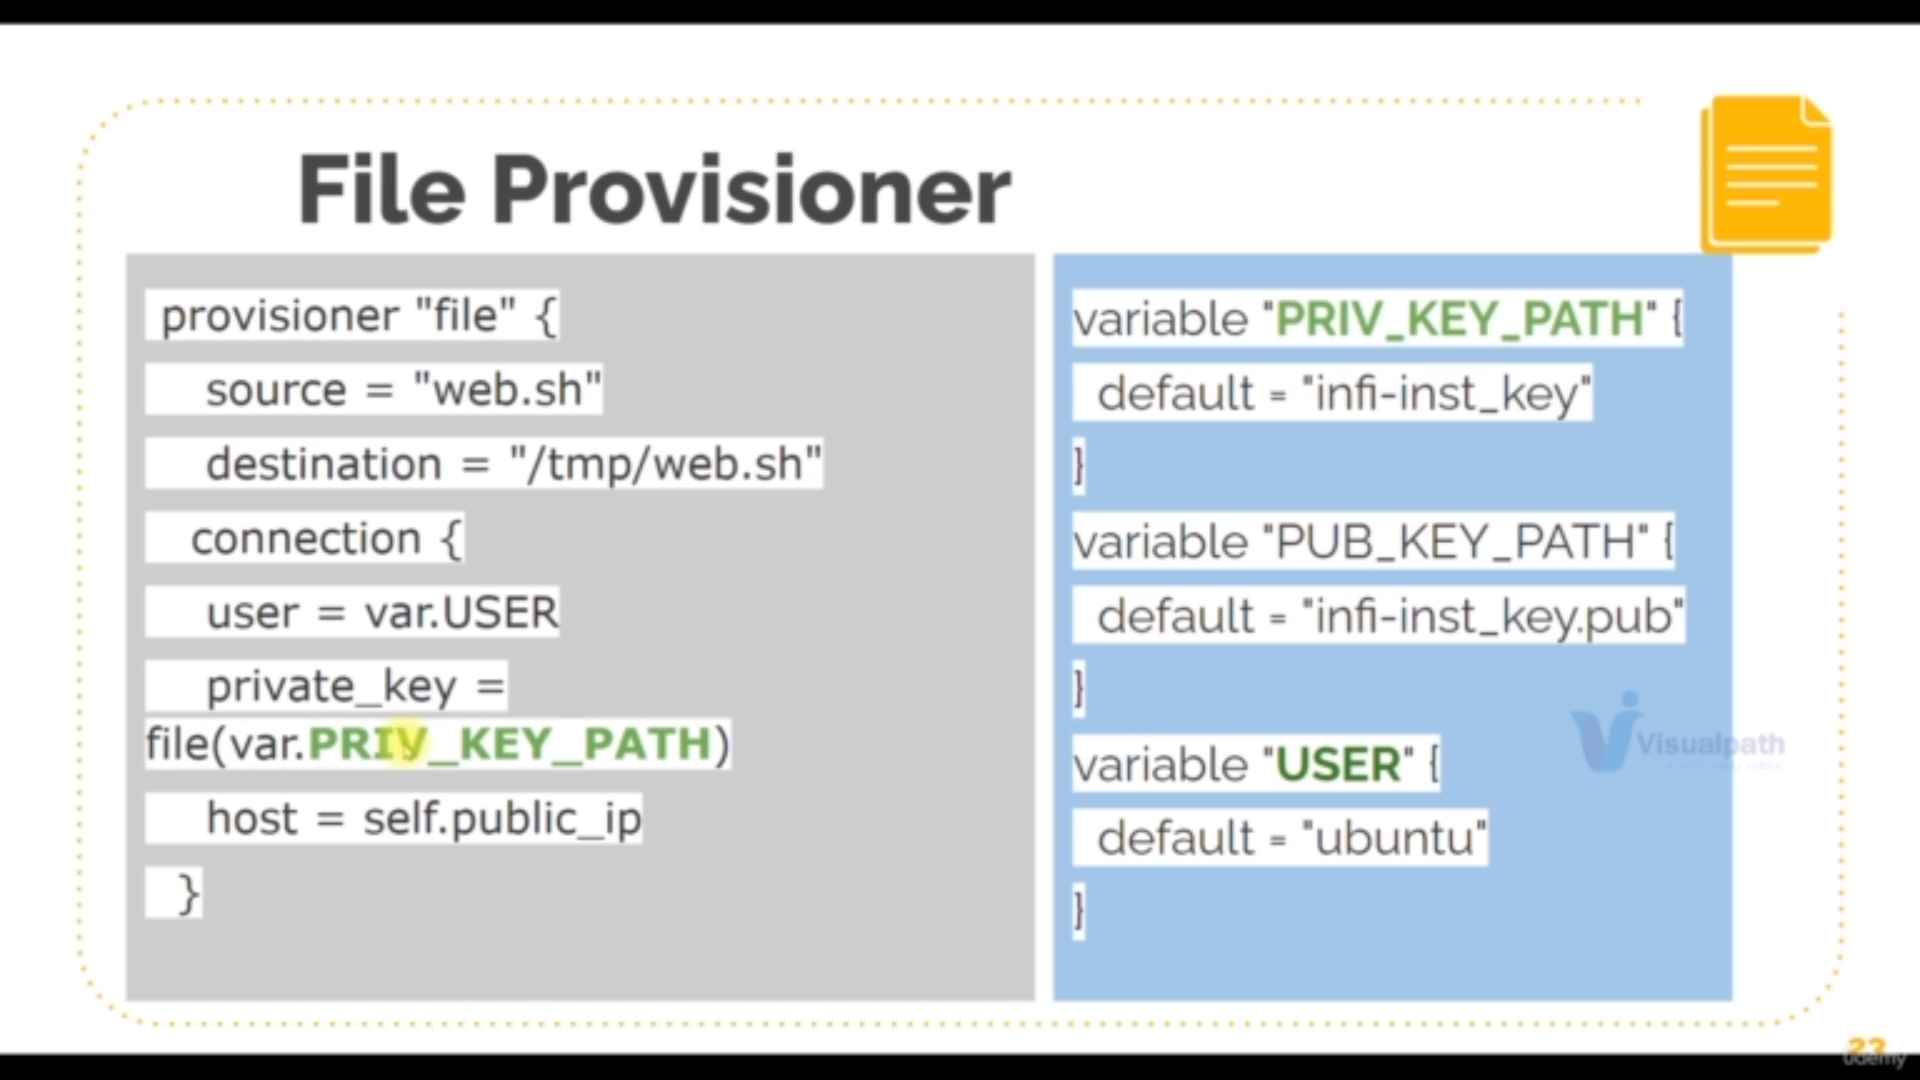 File Provisioner
provisioner "file" {
source = "web.sh"
destination = "/tmp/web.sh"
connection {
user = var.USER
private_key =
file(var.PRIV_KEY_PATH)
host = self.public_ip
}
variable "PRIV_KEY_PATH" {
default = "infi-inst_key"
}
variable "PUB_KEY_PATH" {
default = "infi-inst_key.pub"
}
variable "USER" {
default = "ubuntu"
}
Visualpath
23
udemy